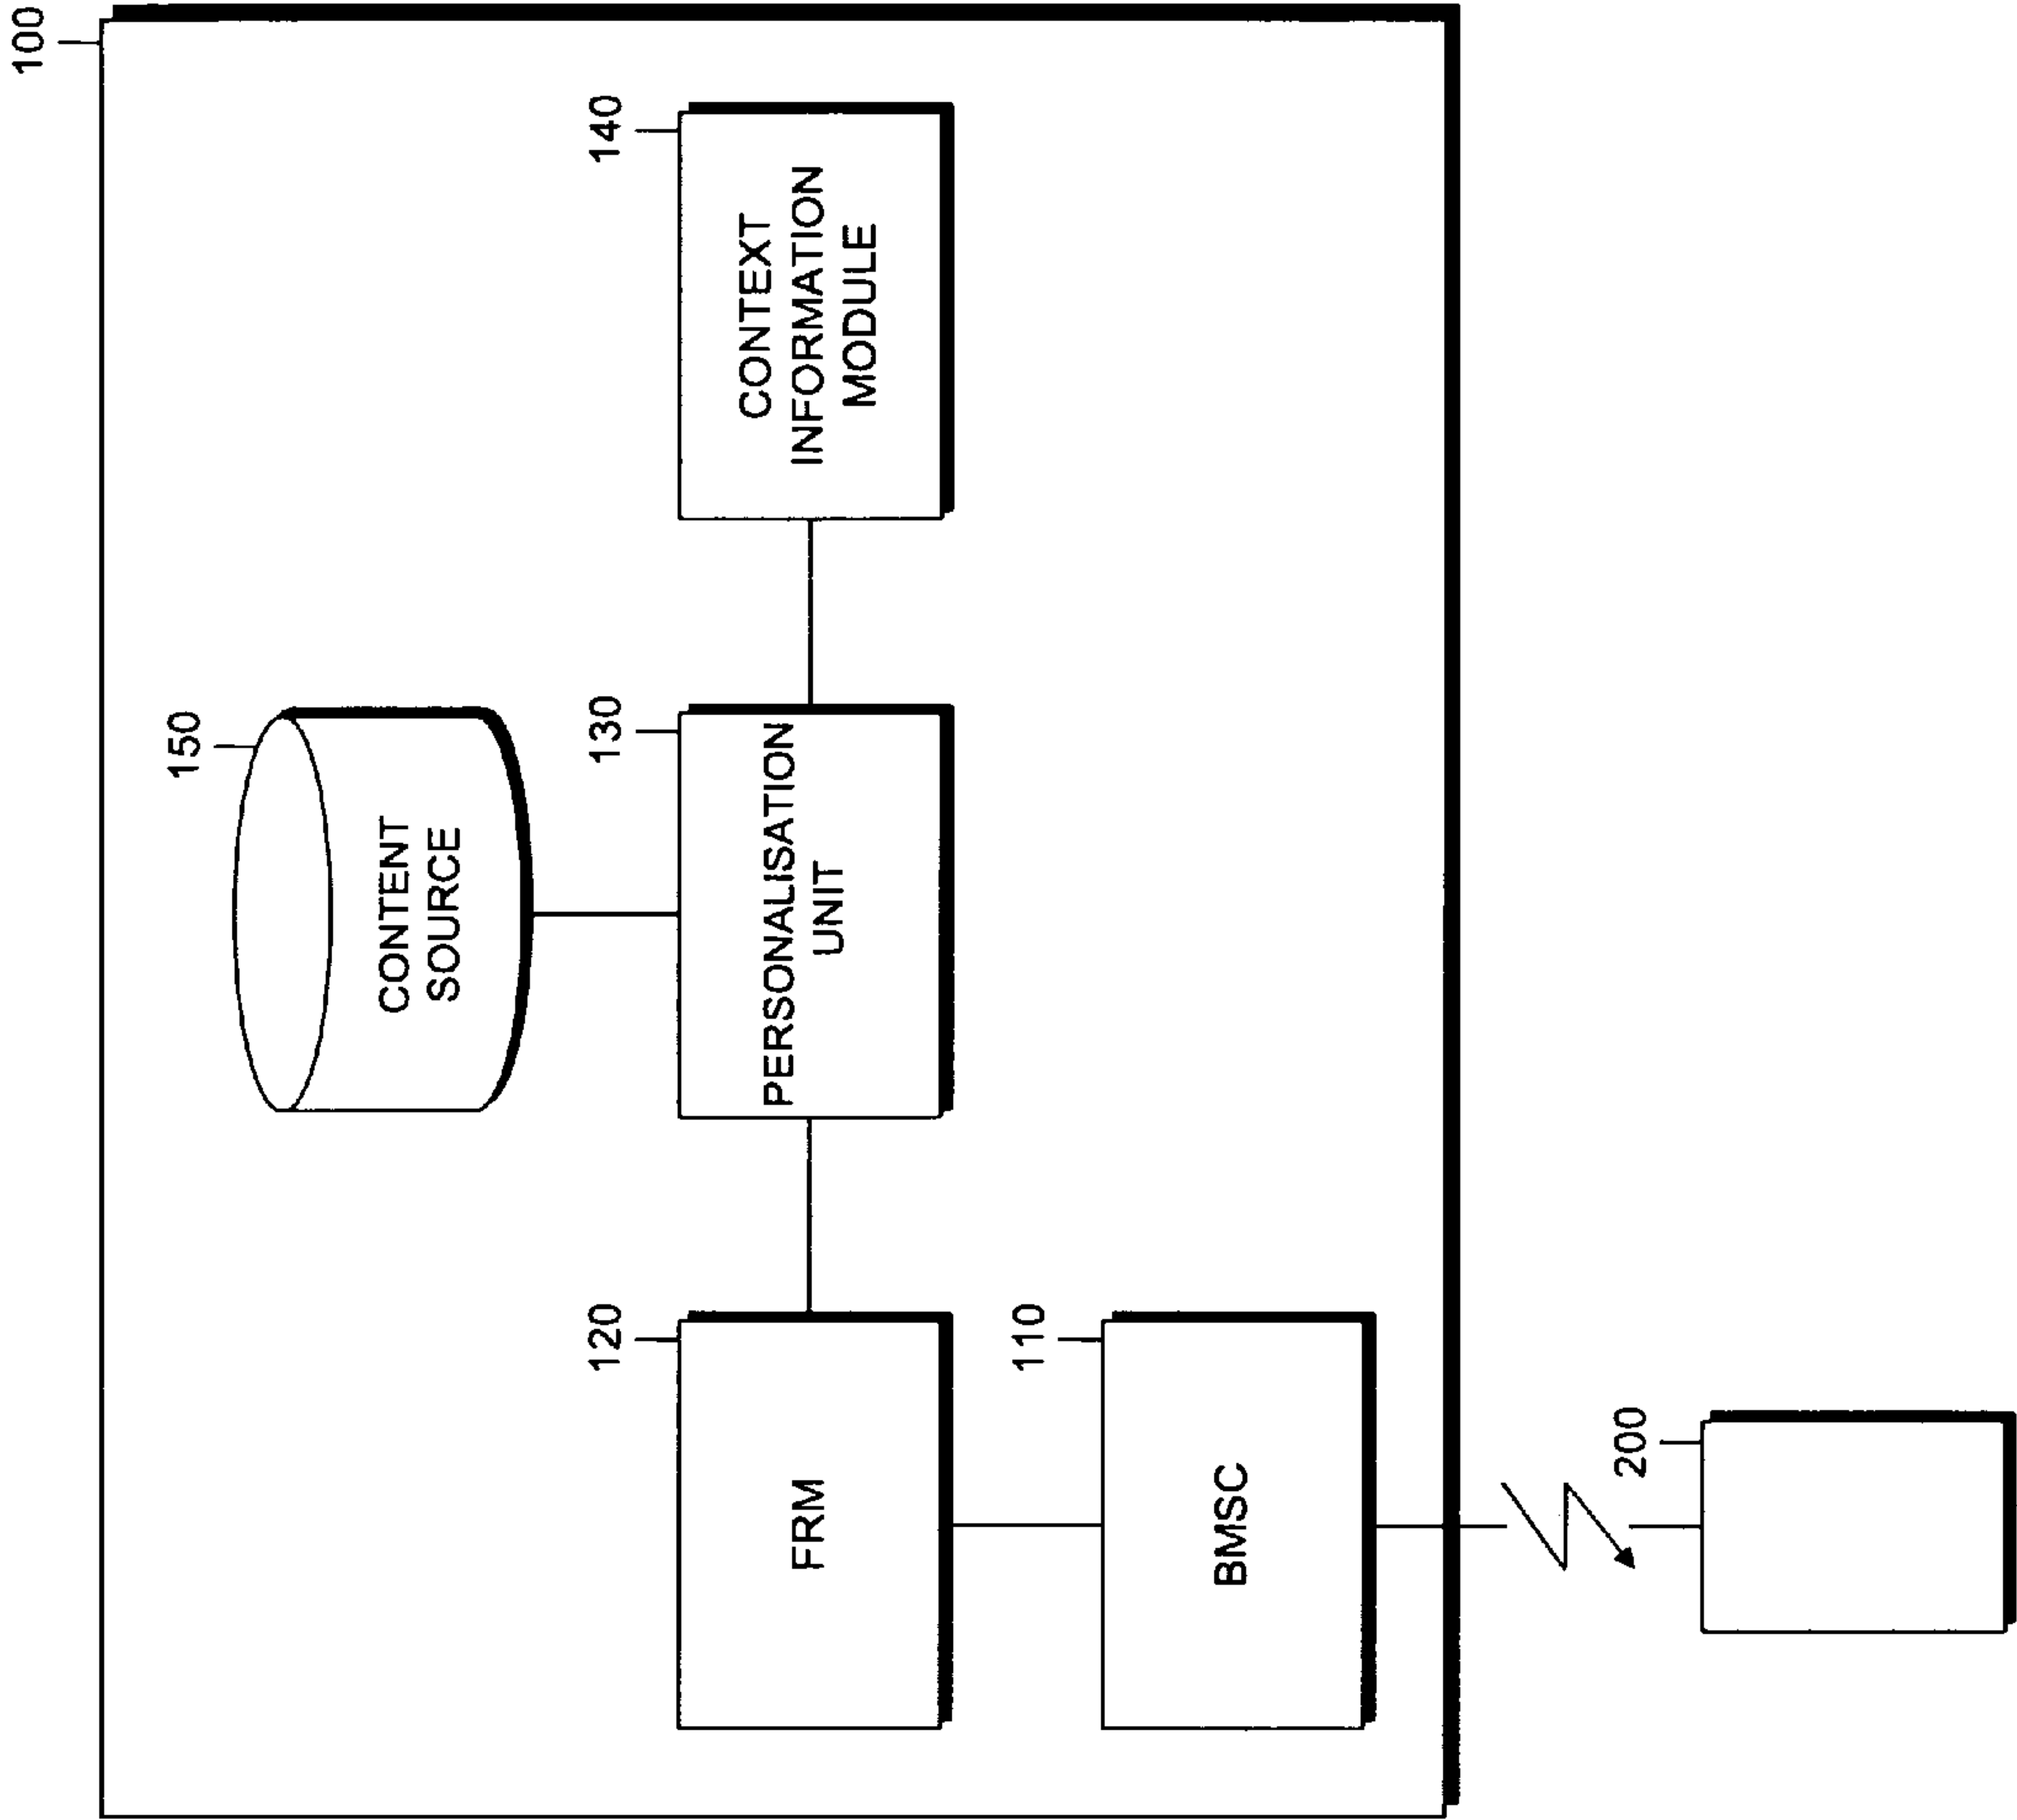 100
150
CONTENT
SOURCE
120
FRM
130
PERSONALISATION
UNIT
140
CONTEXT
INFORMATION
MODULE
110
BMSC
200